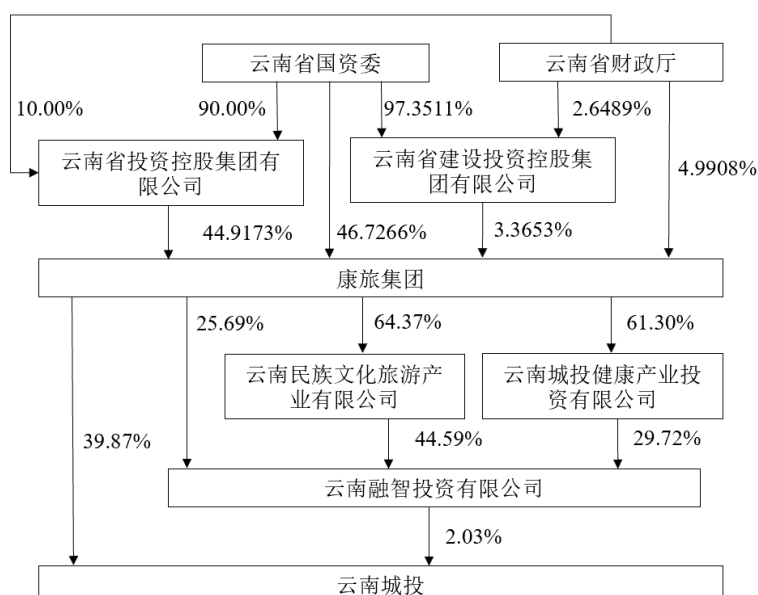 云南省国资委
云南省财政厅
10.00%
90.00%
97.3511%
2.6489%
云南省投资控股集团有
限公司
云南省建设投资控股集
团有限公司
4.9908%
44.9173%
46.7266%
3.3653%
康旅集团
25.69%
64.37%
61.30%
云南民族文化旅游产
业有限公司
云南城投健康产业投
资有限公司
39.87%
44.59%
29.72%
云南融智投资有限公司
2.03%
云南城投